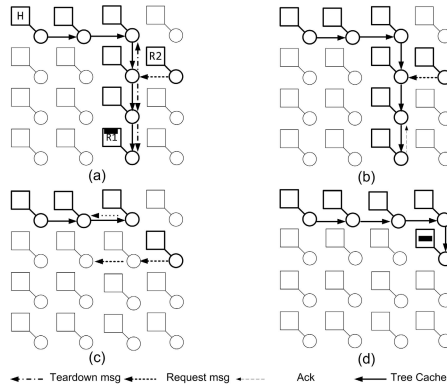 H
R2
R1
(a)
(b)
(c)
(d)
Teardown msg Request msg Ack Tree Cache